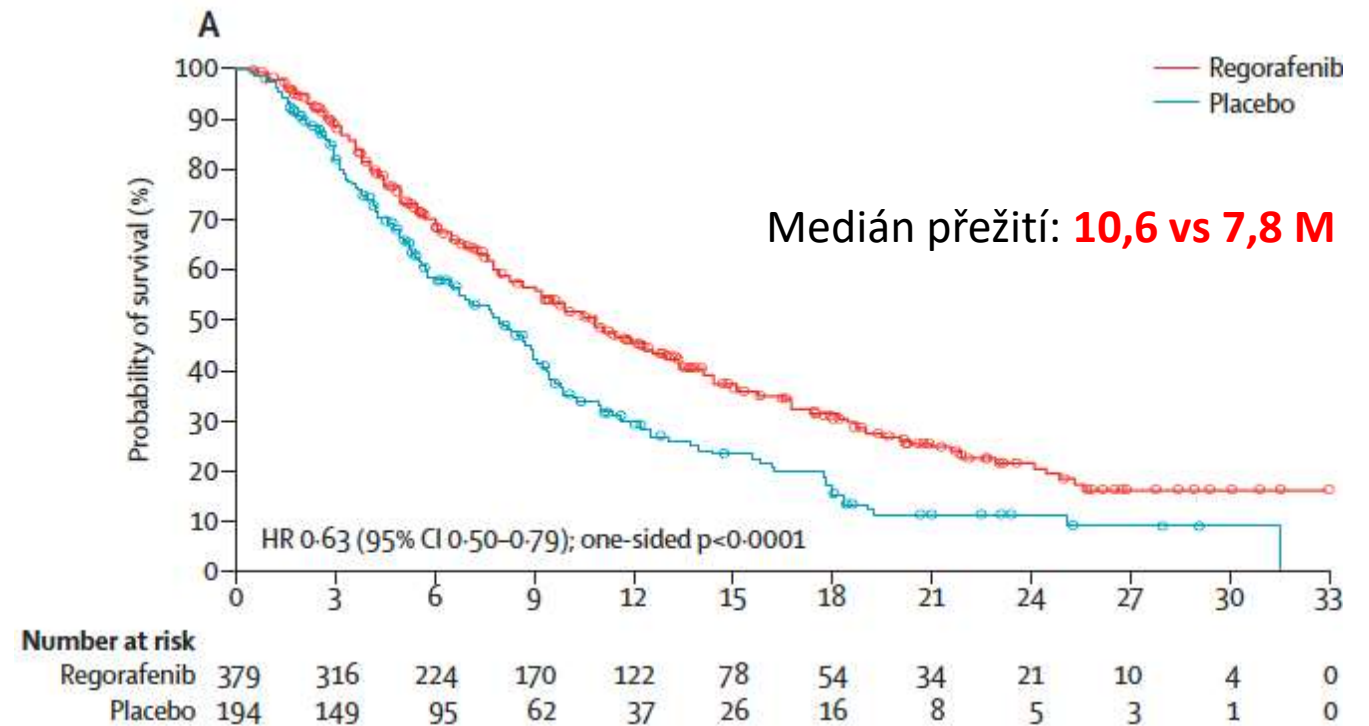 A
Regorafenib
Placebo
Medián přežití: 10,6 vs 7,8 M
Probability of survival (%)
100
90
80
70
60
50
40
30
20
10
0
HR 0·63 (95% CI 0·50–0·79); one-sided p<0·0001
0 3 6 9 12 15 18 21 24 27 30 33
Number at risk
Regorafenib 379 316 224 170 122 78 54 34 21 10 4 0
Placebo 194 149 95 62 37 26 16 8 5 3 1 0